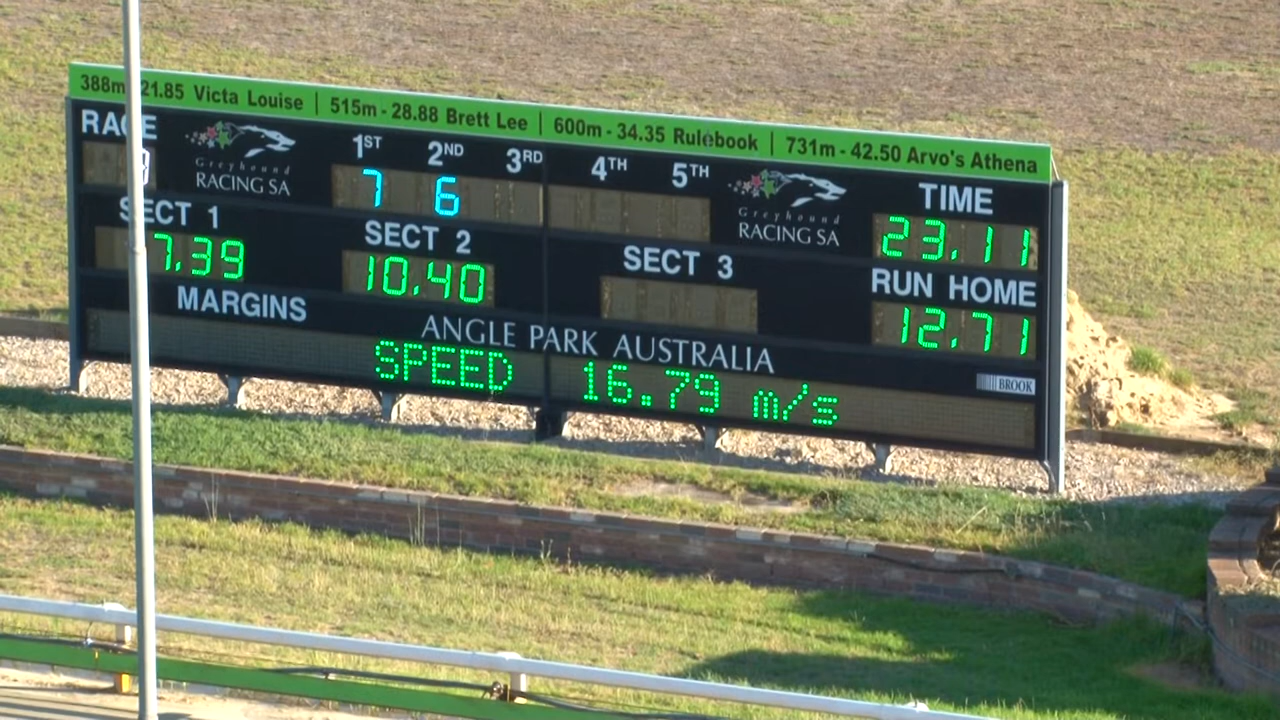 388m 21.85 Victa Louise | 515m - 28.88 Brett Lee | 600m - 34.35 Rulebook | 731m - 42.50 Arvo's Athena
RACE
Greyhound
RACING SA
1ST 2ND 3RD 4TH 5TH
7 6
Greyhound
RACING SA
TIME
23.11
SECT 1
7.39
SECT 2
10.40
SECT 3
RUN HOME
12.71
MARGINS
ANGLE PARK AUSTRALIA
SPEED 16.79 m/s
BROOK